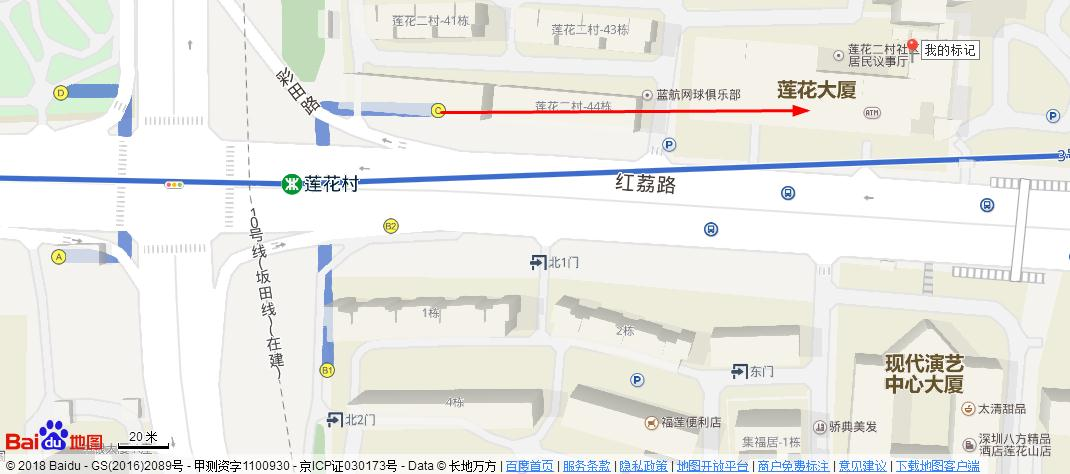 莲花二村-41栋
莲花二村-43栋
莲花二村社区
居民议事厅
我的标记
D
彩田路
C
莲花二村-44栋
蓝航网球俱乐部
莲花大厦
ATM
P
P
3号
莲花村
红荔路
10号线(坂田线)(在建)
A
B2
北1门
1栋
2栋
B1
P
东门
现代演艺
中心大厦
4栋
北2门
福莲便利店
集福居-1栋
骄典美发
太清甜品
深圳八方精品
酒店莲花山店
Bai du 地图
20 米
© 2018 Baidu - GS(2016)2089号 - 甲测资字1100930 - 京ICP证030173号 - Data © 长地万方 | 百度首页 | 服务条款 | 隐私政策 | 地图开放平台 | 商户免费标注 | 意见建议 | 下载地图客户端